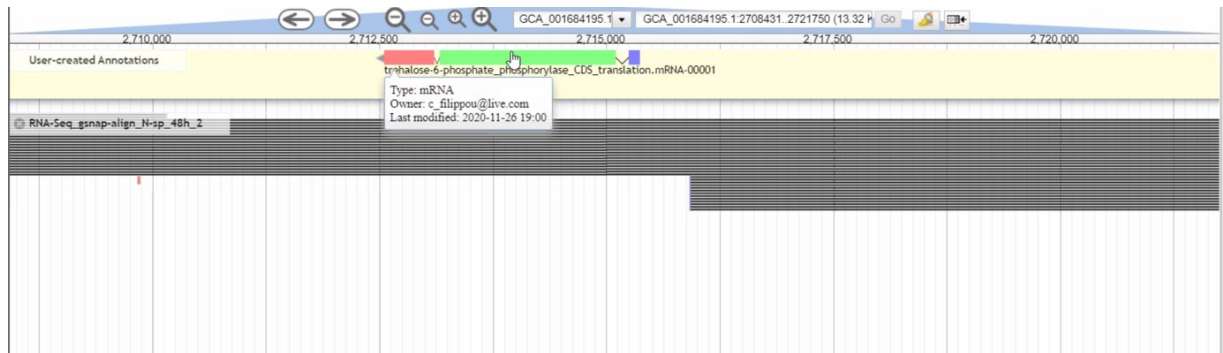 GCA_001684195.1
GCA_001684195.1:2708431..2721750 (13.32 K
Go
2,710,000
2,712,500
2,715,000
2,717,500
2,720,000
User-created Annotations
trehalose-6-phosphate_phosphorylase_CDS_translation.mRNA-00001
Type: mRNA
Owner: c_filippou@live.com
Last modified: 2020-11-26 19:00
RNA-Seq_gsnap-align_N-sp_48h_2